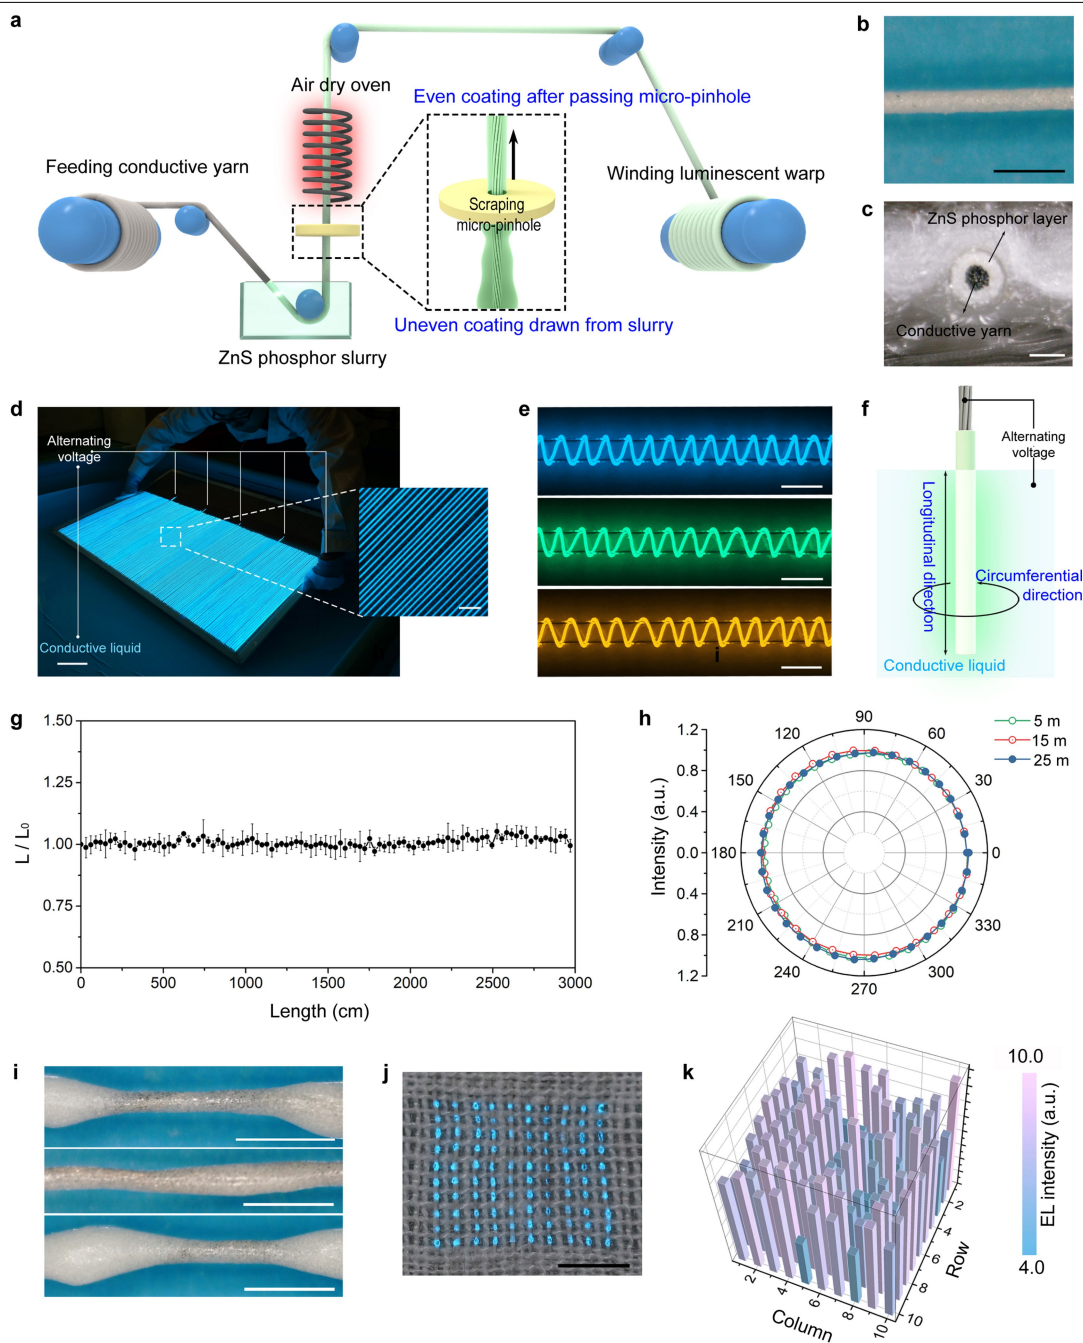 a
Air dry oven
Even coating after passing micro-pinhole
Feeding conductive yarn
Winding luminescent warp
Scraping
micro-pinhole
Uneven coating drawn from slurry
ZnS phosphor slurry
b
c
ZnS phosphor layer
Conductive yarn
d
Alternating
voltage
Conductive liquid
e
i
f
Alternating
voltage
Longitudinal direction
Circumferential
direction
Conductive liquid
g
L / L0
1.50
1.25
1.00
0.75
0.50
0 500 1000 1500 2000 2500 3000
Length (cm)
h
Intensity (a.u.)
1.2
0.8
0.4
0.0
0.4
0.8
1.2
90
120 60
150 30
180 0
210 330
240 300
270
5 m
15 m
25 m
i
j
k
2 4 6 8 10
Column
2 4 6 8 10
Row
10.0
EL intensity (a.u.)
4.0